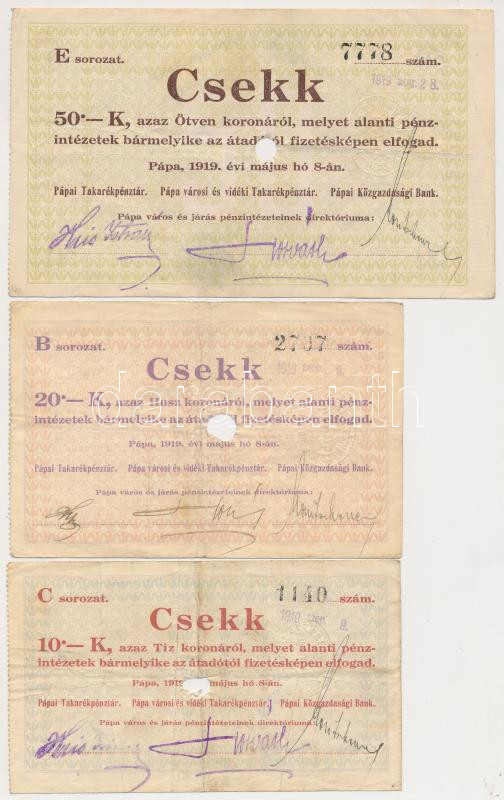 E sorozat. 7778 szám.
1919 aug. 28.
Csekk
50·— K, azaz Ötven koronáról, melyet alanti pénz-
intézetek bármelyike az átadótól fizetésképen elfogad.
Pápa, 1919. évi május hó 8-án.
Pápai Takarékpénztár. Pápa városi és vidéki Takarékpénztár. Pápai Közgazdasági Bank.
Pápa város és járás pénzintézeteinek direktóriuma:
B sorozat. szám.
Csekk
20·— K, azaz Husz koronáról, melyet alanti pénz-
intézetek bármelyike az átadótól fizetésképen elfogad.
Pápa, 1919. évi május hó 8-án.
Pápai Takarékpénztár. Pápa városi és vidéki Takarékpénztár. Pápai Közgazdasági Bank.
Pápa város és járás pénzintézeteinek direktóriuma:
C sorozat. 1140 szám.
Csekk
10·— K, azaz Tiz koronáról, melyet alanti pénz-
intézetek bármelyike az átadótól fizetésképen elfogad.
Pápa, 1919 május hó 8-án.
Pápai Takarékpénztár. Pápa városi és vidéki Takarékpénztár. Pápai Közgazdasági Bank.
Pápa város és járás pénzintézeteinek direktóriuma:
darabanth